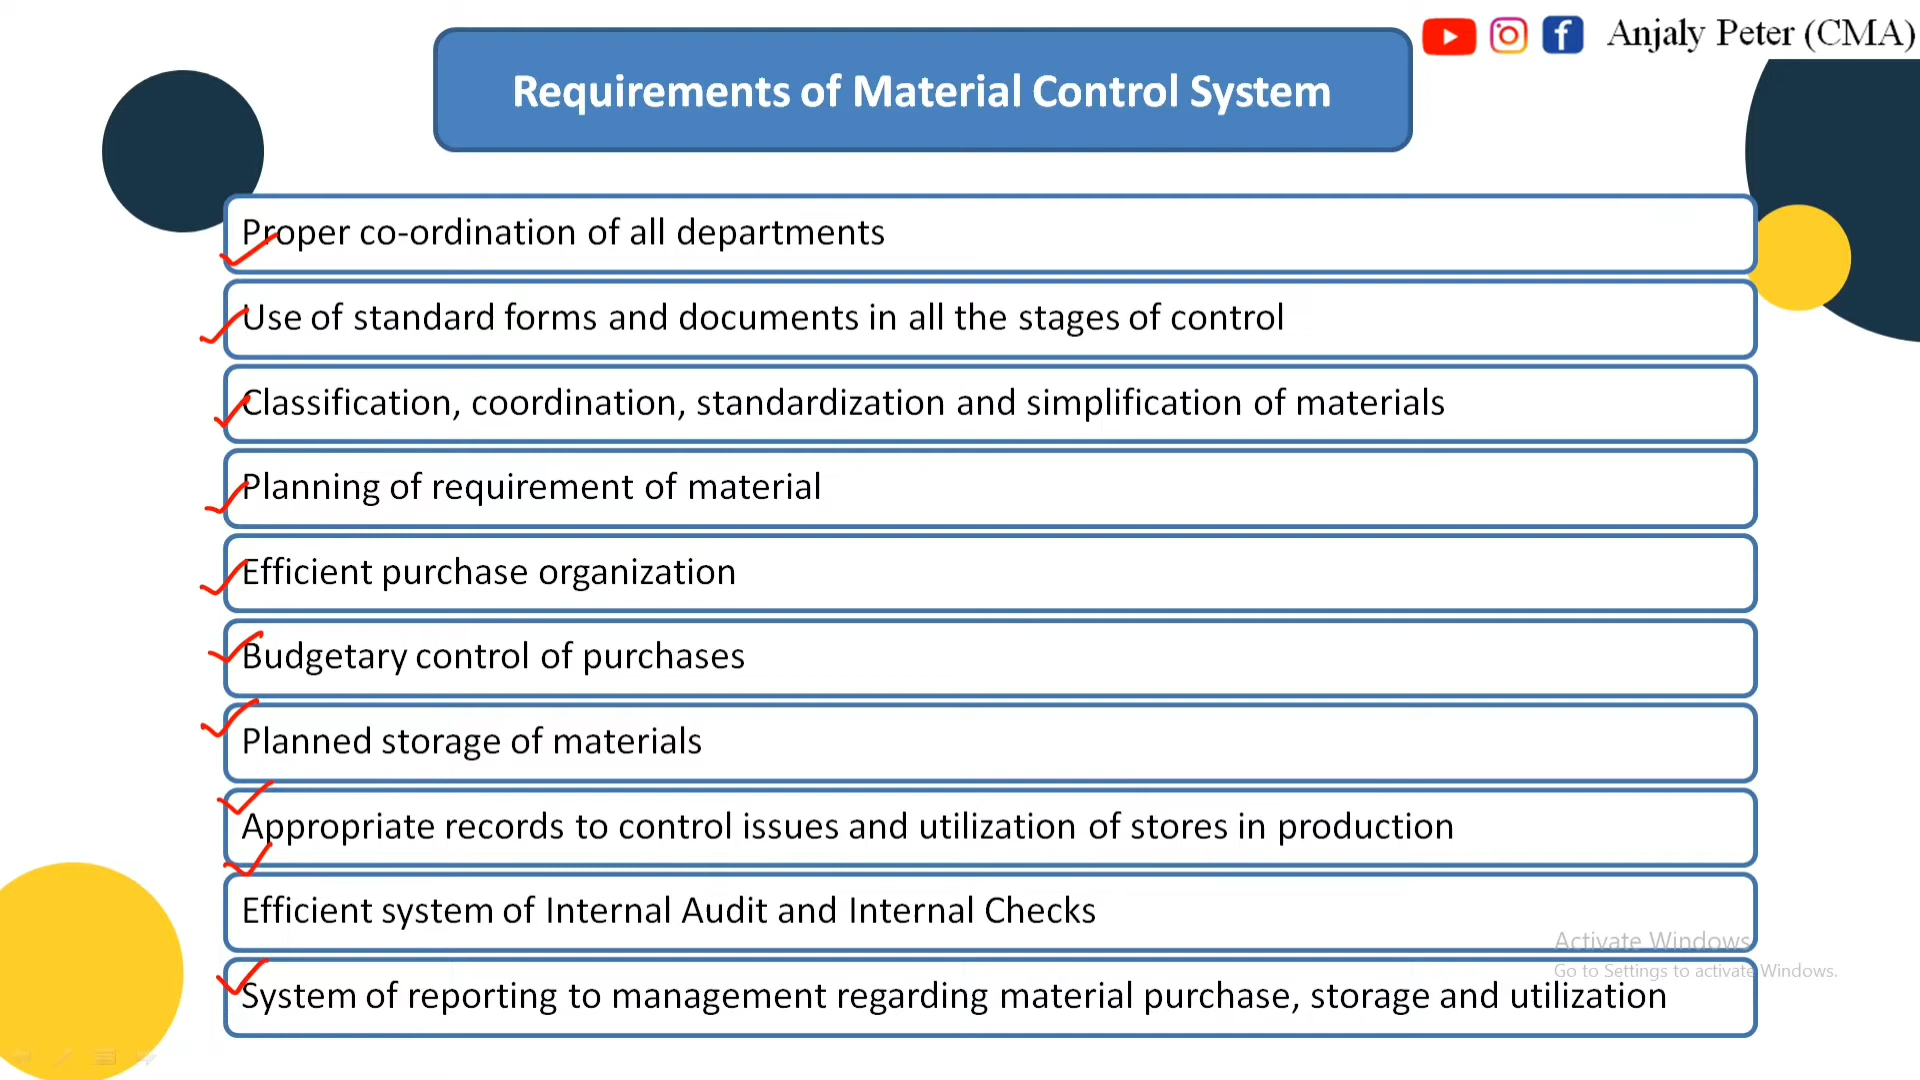 Anjaly Peter (CMA)
Requirements of Material Control System
Proper co-ordination of all departments
Use of standard forms and documents in all the stages of control
Classification, coordination, standardization and simplification of materials
Planning of requirement of material
Efficient purchase organization
Budgetary control of purchases
Planned storage of materials
Appropriate records to control issues and utilization of stores in production
Efficient system of Internal Audit and Internal Checks
Activate Windows
Go to Settings to activate Windows.
System of reporting to management regarding material purchase, storage and utilization